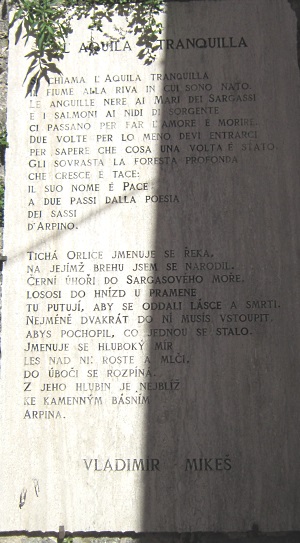 L'AQUILA TRANQUILLA
SI CHIAMA L'AQUILA TRANQUILLA
IL FIUME ALLA RIVA IN CUI SONO NATO.
LE ANGUILLE NERE AI MARI DEI SARGASSI
E I SALMONI AI NIDI DI SORGENTE
CI PASSANO PER FAR D'AMORE E MORIRE.
DUE VOLTE PER LO MENO DEVI ENTRARCI
PER SAPERE CHE COSA UNA VOLTA È STATO.
GLI SOVRASTA LA FORESTA PROFONDA
CHE CRESCE E TACE:
IL SUO NOME È PACE
A DUE PASSI DALLA POESIA
DEI SASSI
D'ARPINO.
TICHÁ ORLICE JMENUJE SE ŘEKA,
NA JEJÍMŽ BŘEHU JSEM SE NARODIL.
ČERNÍ ÚHOŘI DO SARGASOVÉHO MOŘE,
LOSOSI DO HNÍZD U PRAMENE
TU PUTUJÍ, ABY SE ODDALI LÁSCE A SMRTI.
NEJMÉNĚ DVAKRÁT DO NÍ MUSÍŠ VSTOUPIT,
ABYS POCHOPIL, CO JEDNOU SE STALO.
JMENUJE SE HLUBOKÝ MÍR
LES NAD NÍ: ROSTE A MLČÍ,
DO ÚBOČÍ SE ROZPÍNÁ.
Z JEHO HLUBIN JE NEJBLÍŽ
KE KAMENNÝM BÁSNÍM
ARPINA.
VLADIMÍR MIKEŠ